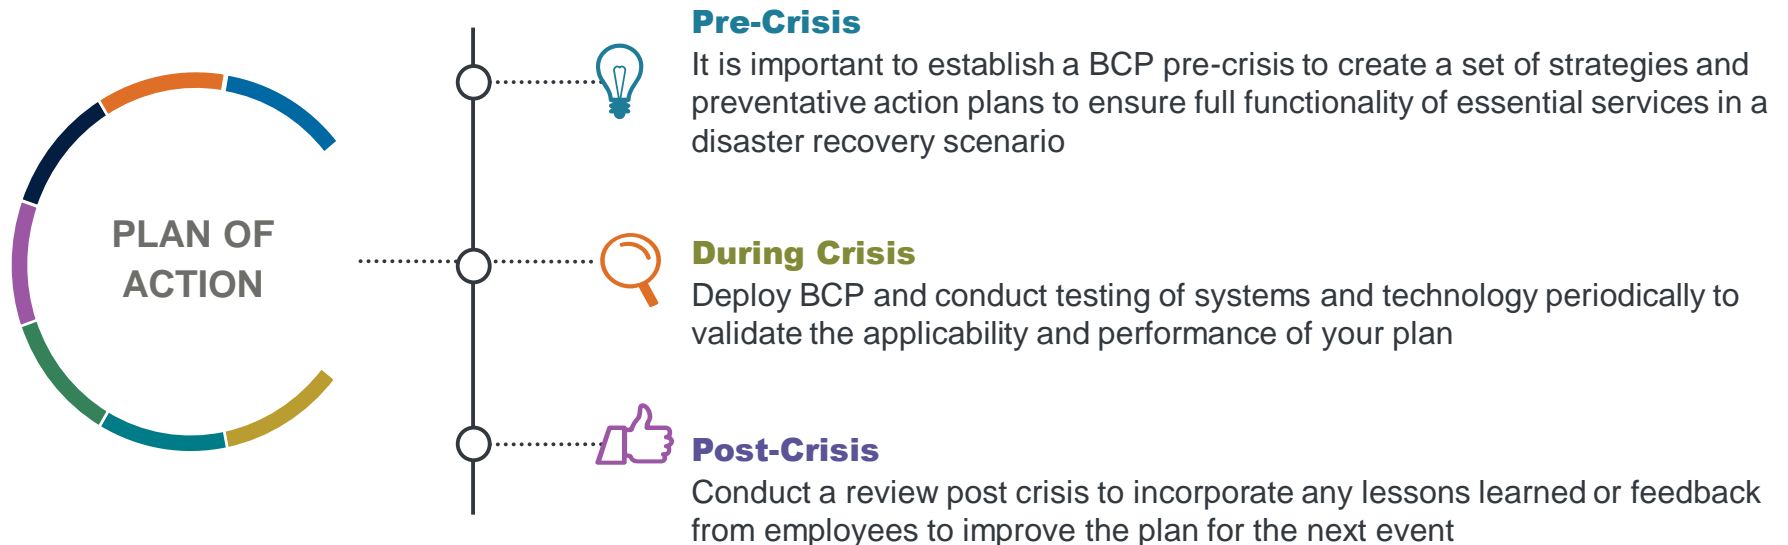 PLAN OF
ACTION
Pre-Crisis
It is important to establish a BCP pre-crisis to create a set of strategies and
preventative action plans to ensure full functionality of essential services in a
disaster recovery scenario
During Crisis
Deploy BCP and conduct testing of systems and technology periodically to
validate the applicability and performance of your plan
Post-Crisis
Conduct a review post crisis to incorporate any lessons learned or feedback
from employees to improve the plan for the next event